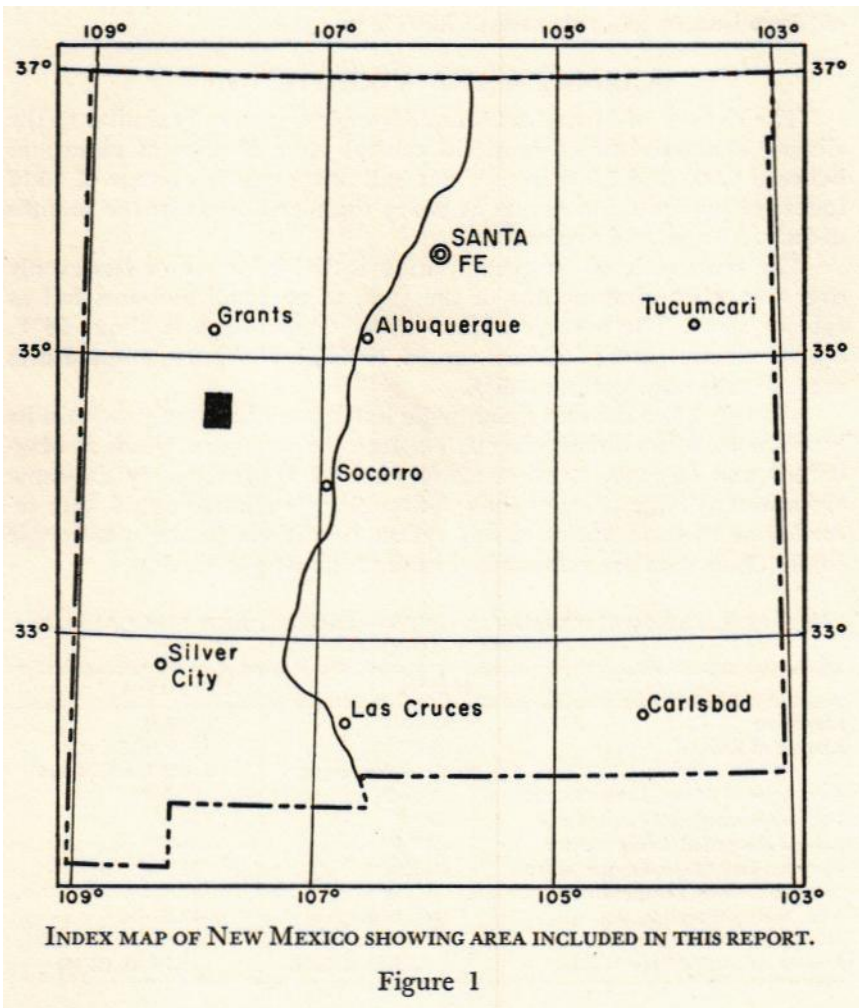 109° 107° 105° 103°
37° 37°
SANTA
FE
Grants
Albuquerque
Tucumcari
35° 35°
Socorro
33° 33°
Silver
City
Las Cruces
Carlsbad
109° 107° 105° 103°
INDEX MAP OF NEW MEXICO SHOWING AREA INCLUDED IN THIS REPORT.
Figure 1